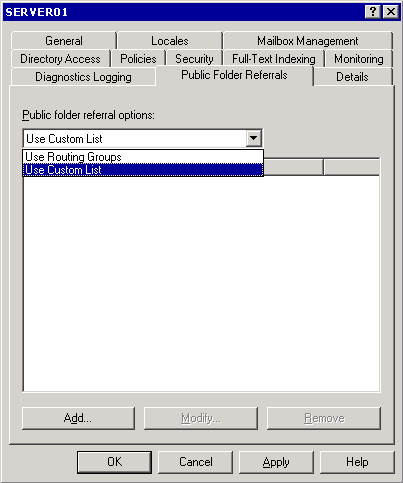 SERVER01
General Locales Mailbox Management
Directory Access Policies Security Full-Text Indexing Monitoring
Diagnostics Logging Public Folder Referrals Details
Public folder referral options:
Use Custom List
Use Routing Groups
Use Custom List
Add... Modify... Remove
OK Cancel Apply Help